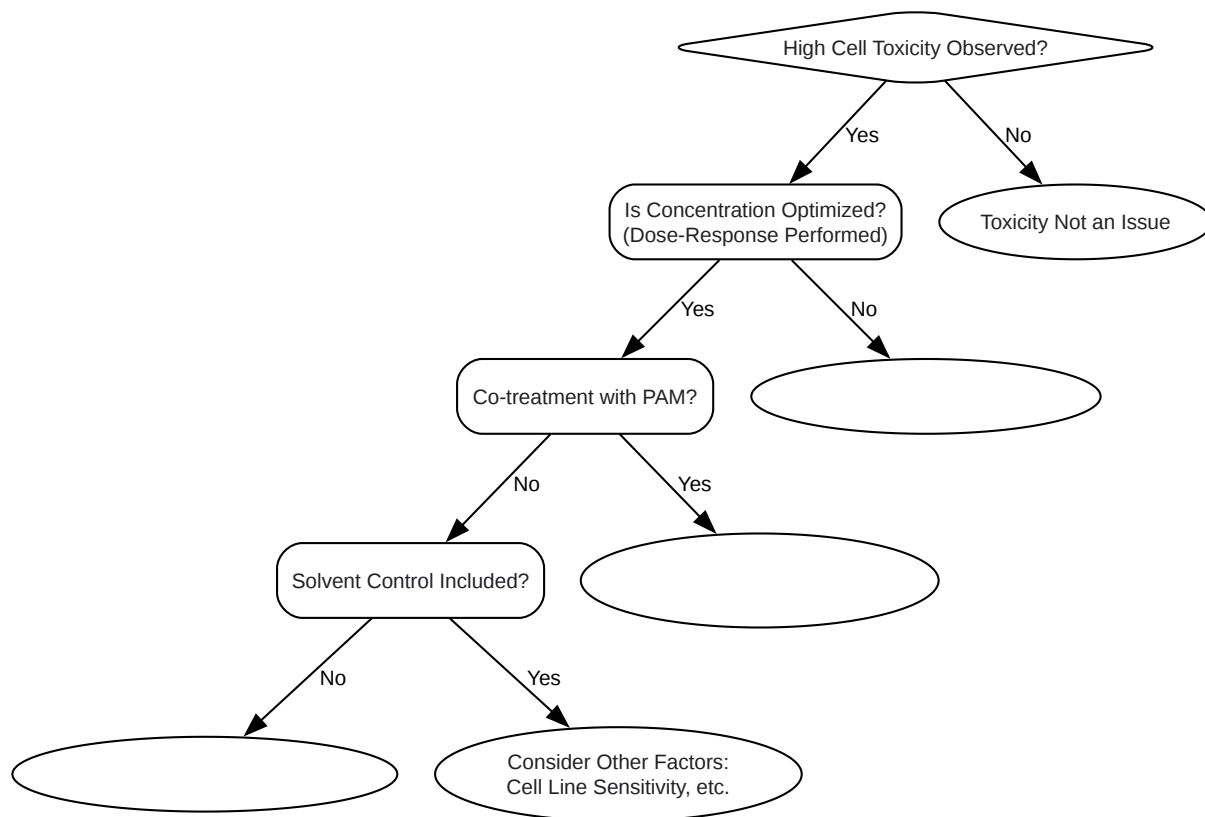 High Cell Toxicity Observed?
Yes
No
Is Concentration Optimized?
(Dose-Response Performed)
Toxicity Not an Issue
Yes
No
Co-treatment with PAM?
No
Yes
Solvent Control Included?
No
Yes
Consider Other Factors:
Cell Line Sensitivity, etc.